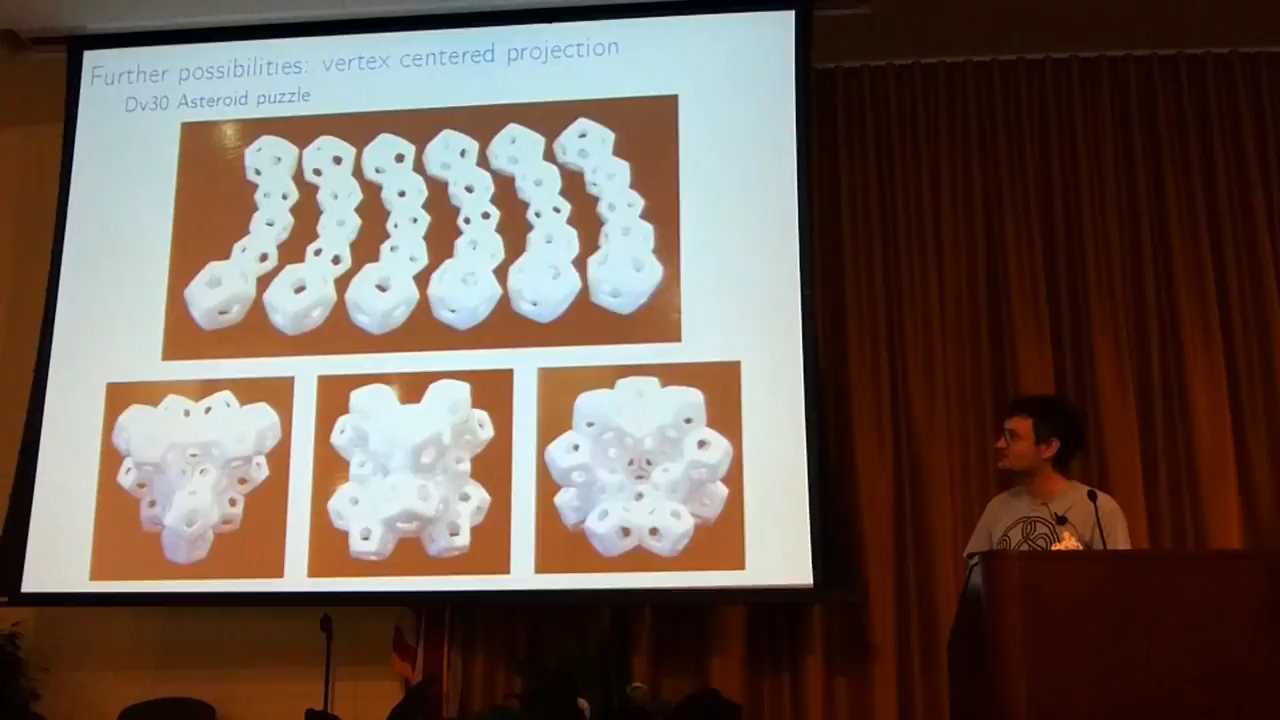 Further possibilities: vertex centered projection
Dv30 Asteroid puzzle